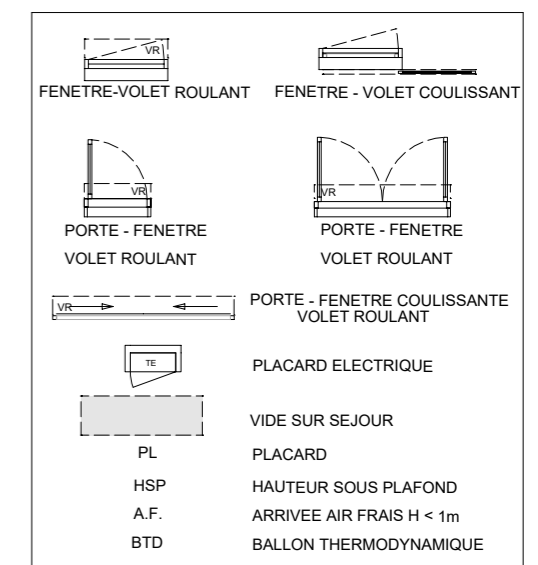 VR
FENETRE-VOLET ROULANT
FENETRE - VOLET COULISSANT
VR
PORTE - FENETRE
VOLET ROULANT
VR
PORTE - FENETRE
VOLET ROULANT
VR
PORTE - FENETRE COULISSANTE
VOLET ROULANT
TE
PLACARD ELECTRIQUE
VIDE SUR SEJOUR
PL PLACARD
HSP HAUTEUR SOUS PLAFOND
A.F. ARRIVEE AIR FRAIS H < 1m
BTD BALLON THERMODYNAMIQUE